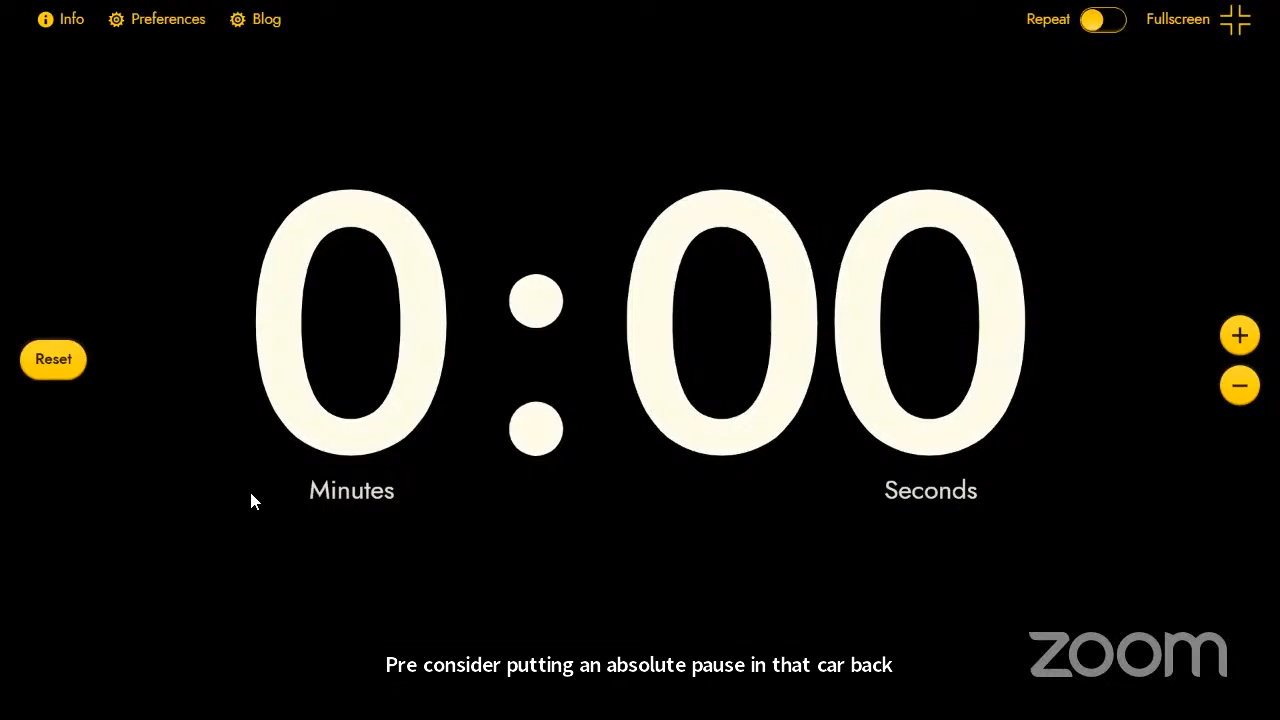 Info Preferences Blog Repeat Fullscreen
0:00
Reset
+
−
Minutes Seconds
Pre consider putting an absolute pause in that car back
zoom